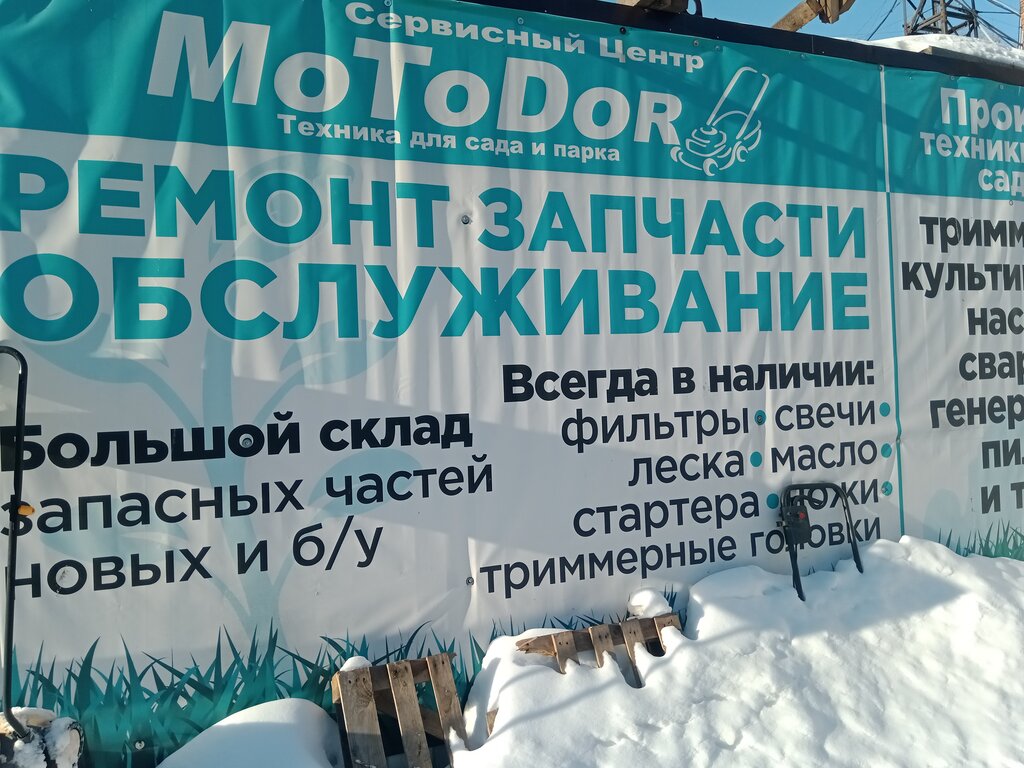 Сервисный Центр
MoToDoR
Техника для сада и парка
РЕМОНТ ЗАПЧАСТИ
ОБСЛУЖИВАНИЕ
Большой склад
запасных частей
новых и б/у
Всегда в наличии:
фильтры • свечи •
леска • масло •
стартера • ножи •
триммерные головки